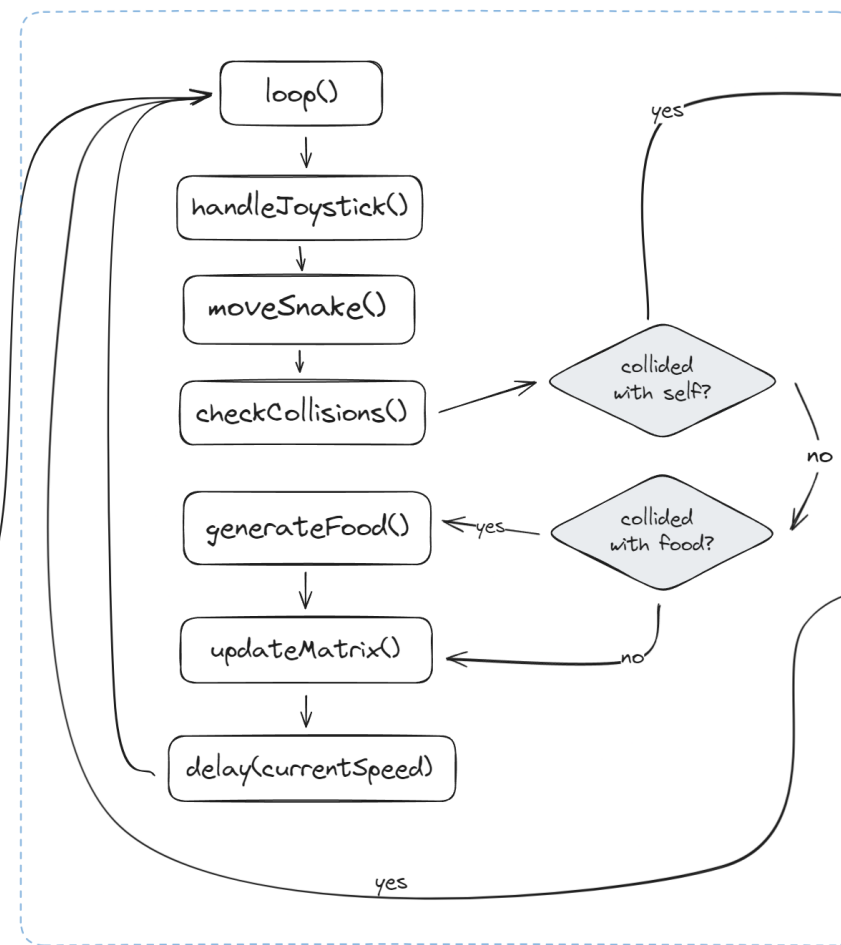 loop()
handleJoystick()
moveSnake()
checkCollisions()
collided
with self?
yes
no
collided
with food?
yes
generateFood()
no
updateMatrix()
delay(currentSpeed)
yes